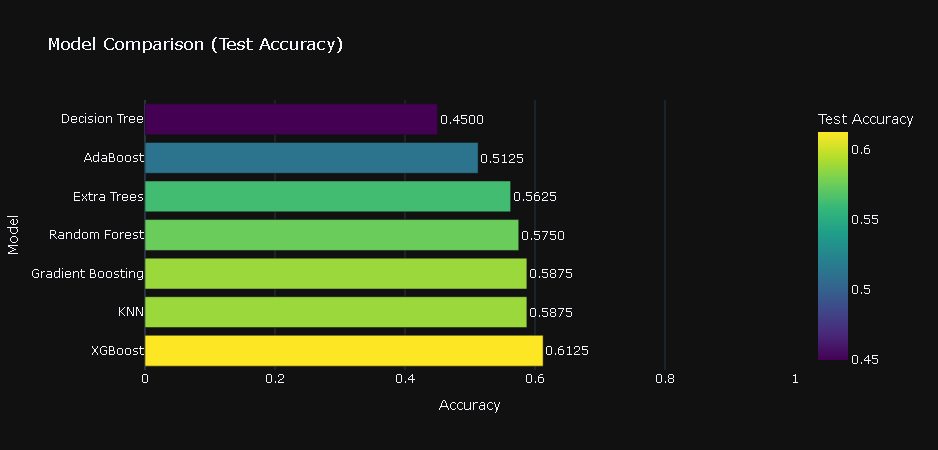 Model Comparison (Test Accuracy)
Test Accuracy
Model
Decision Tree 0.4500
AdaBoost 0.5125
Extra Trees 0.5625
Random Forest 0.5750
Gradient Boosting 0.5875
KNN 0.5875
XGBoost 0.6125
0 0.2 0.4 0.6 0.8 1
Accuracy
0.6
0.55
0.5
0.45